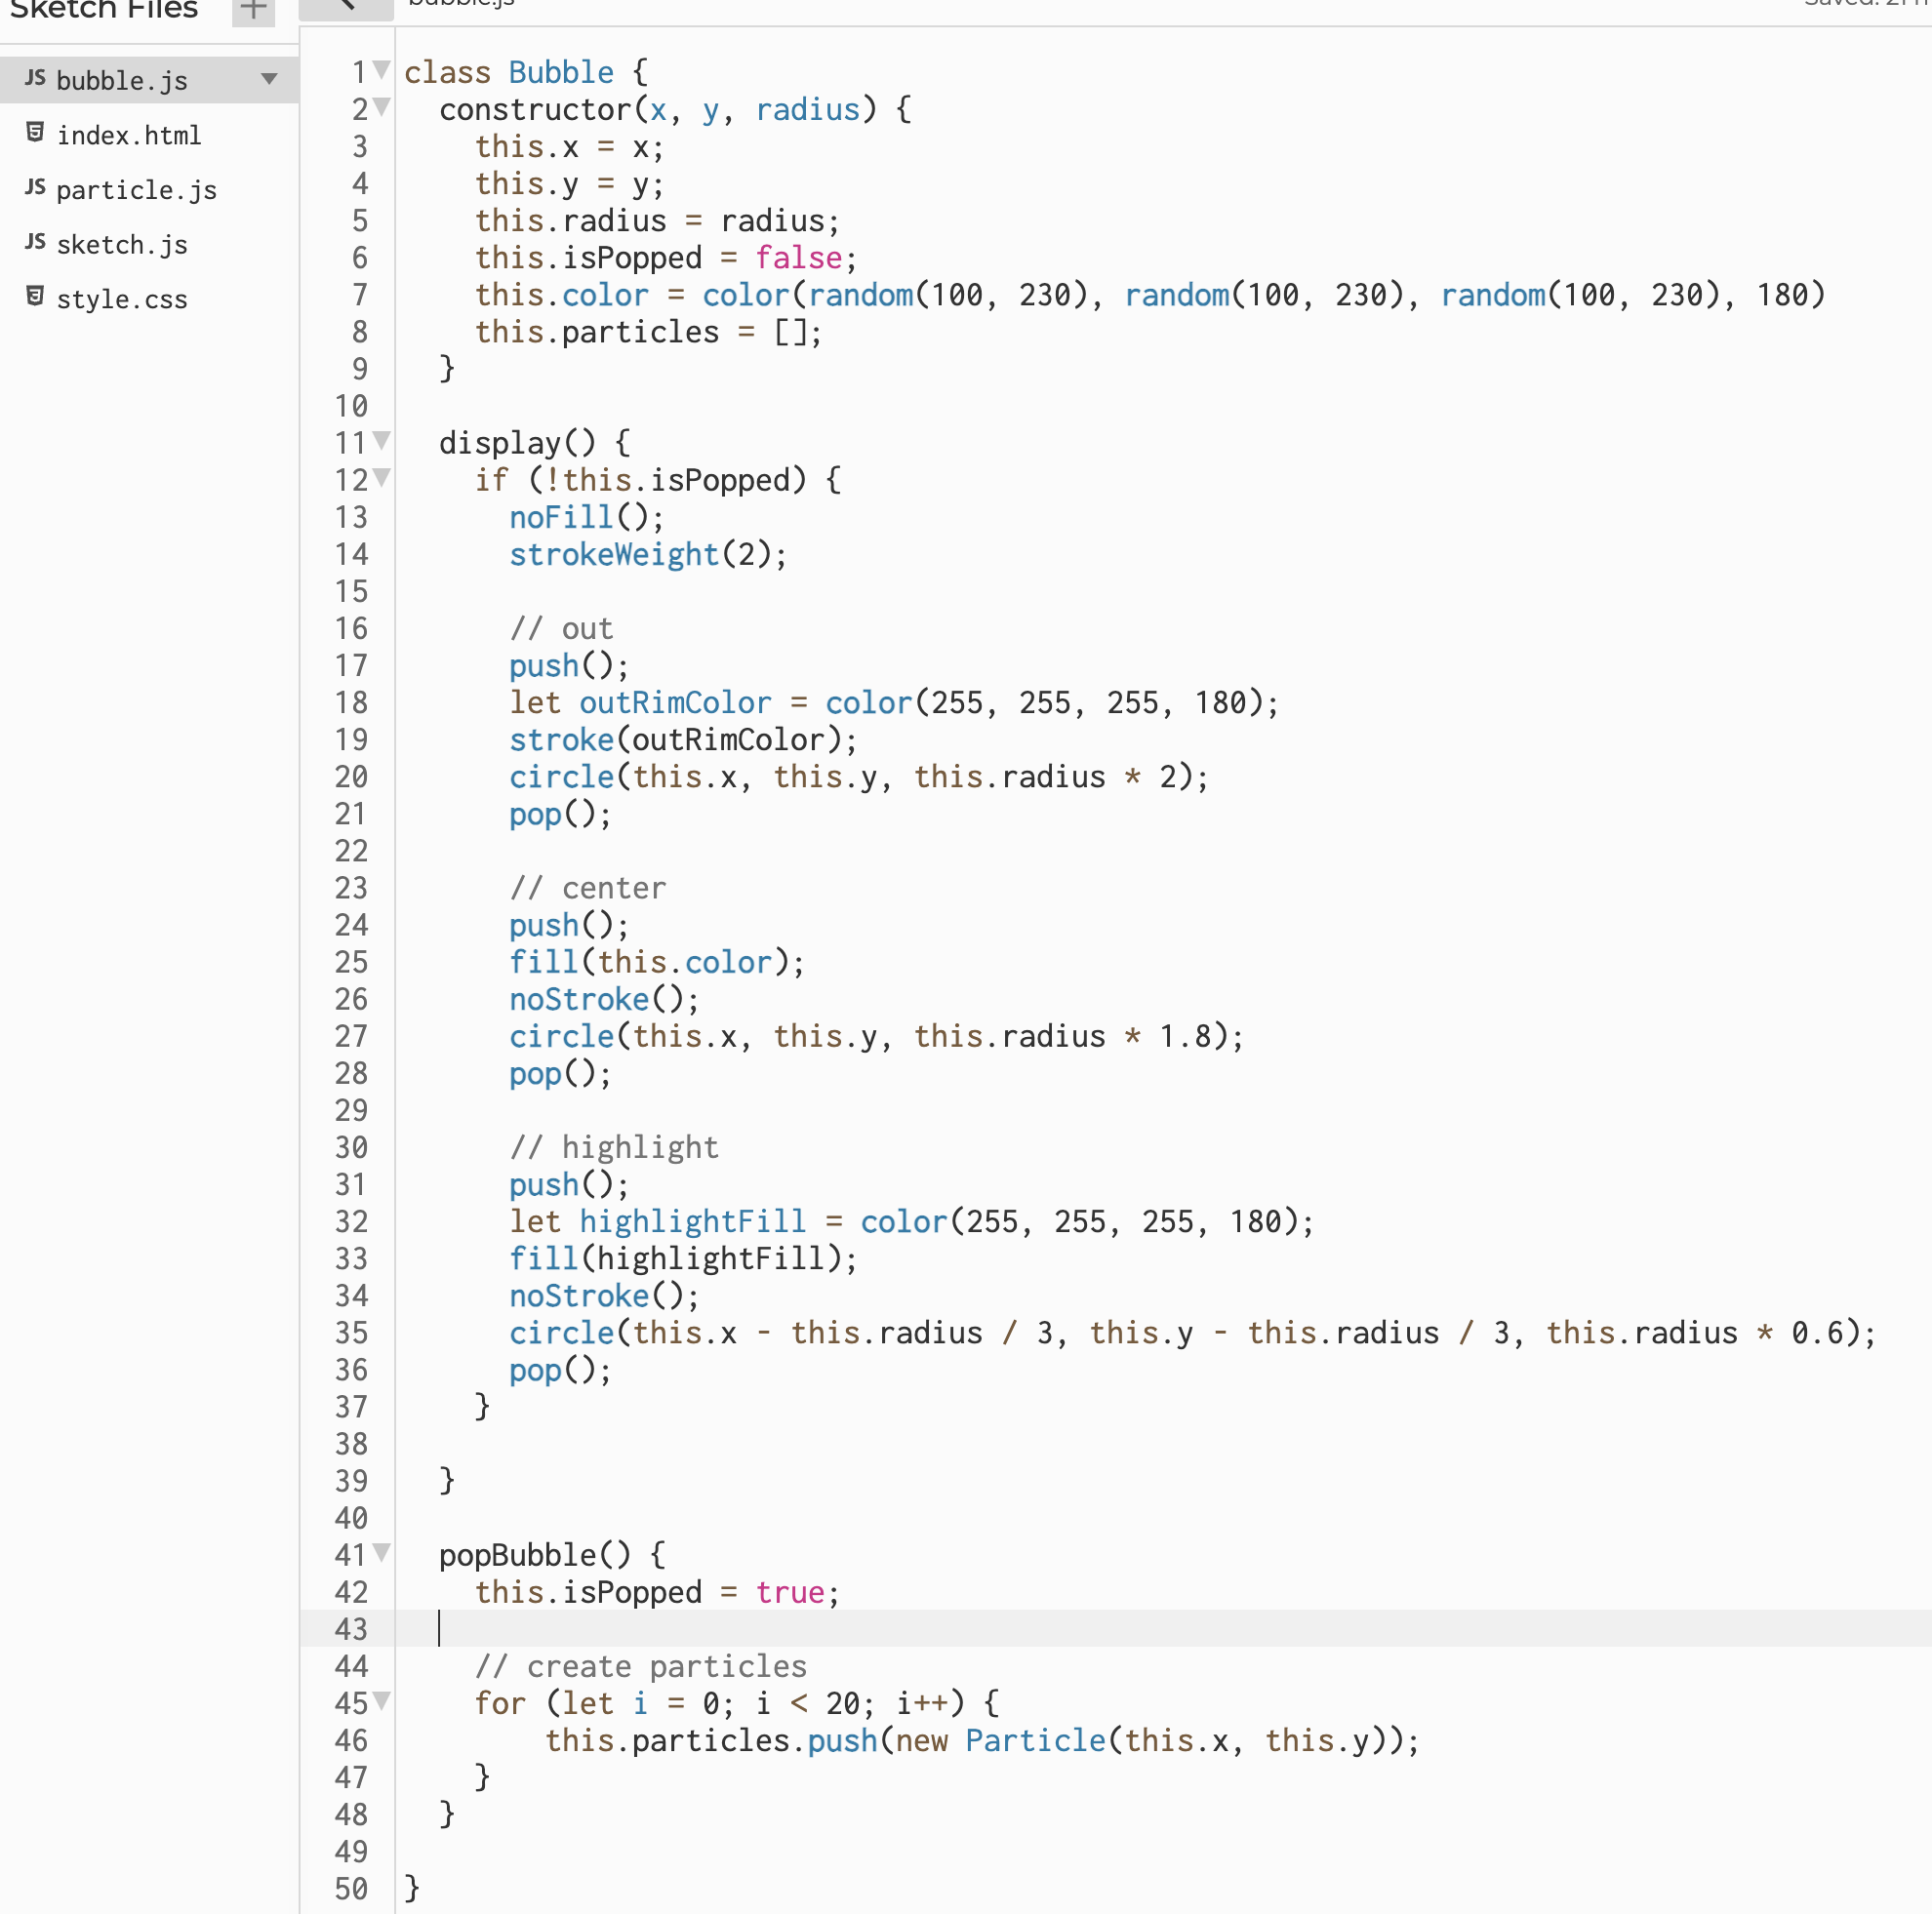 Sketch Files +
bubble.js
JS bubble.js
index.html
JS particle.js
JS sketch.js
style.css
1 class Bubble {
2   constructor(x, y, radius) {
3     this.x = x;
4     this.y = y;
5     this.radius = radius;
6     this.isPopped = false;
7     this.color = color(random(100, 230), random(100, 230), random(100, 230), 180)
8     this.particles = [];
9   }
10
11   display() {
12     if (!this.isPopped) {
13       noFill();
14       strokeWeight(2);
15
16       // out
17       push();
18       let outRimColor = color(255, 255, 255, 180);
19       stroke(outRimColor);
20       circle(this.x, this.y, this.radius * 2);
21       pop();
22
23       // center
24       push();
25       fill(this.color);
26       noStroke();
27       circle(this.x, this.y, this.radius * 1.8);
28       pop();
29
30       // highlight
31       push();
32       let highlightFill = color(255, 255, 255, 180);
33       fill(highlightFill);
34       noStroke();
35       circle(this.x - this.radius / 3, this.y - this.radius / 3, this.radius * 0.6);
36       pop();
37     }
38
39   }
40
41   popBubble() {
42     this.isPopped = true;
43
44     // create particles
45     for (let i = 0; i < 20; i++) {
46         this.particles.push(new Particle(this.x, this.y));
47     }
48   }
49
50 }